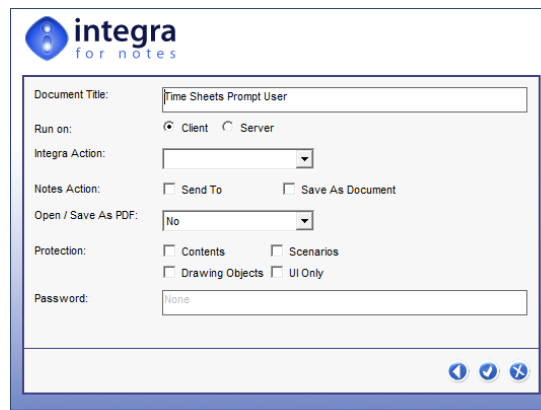 integra
for notes
Document Title: Time Sheets Prompt User
Run on: Client Server
Integra Action:
Notes Action: Send To Save As Document
Open / Save As PDF: No
Protection: Contents Scenarios
Drawing Objects UI Only
Password: None